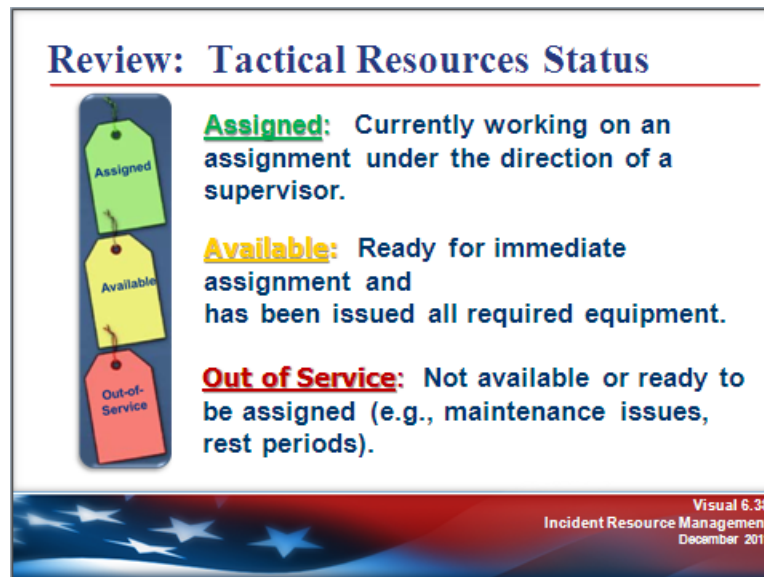 Review: Tactical Resources Status
Assigned
Assigned: Currently working on an
assignment under the direction of a
supervisor.
Available
Available: Ready for immediate
assignment and
has been issued all required equipment.
Out-of-
Service
Out of Service: Not available or ready to
be assigned (e.g., maintenance issues,
rest periods).
Visual 6.38
Incident Resource Managemen
December 201